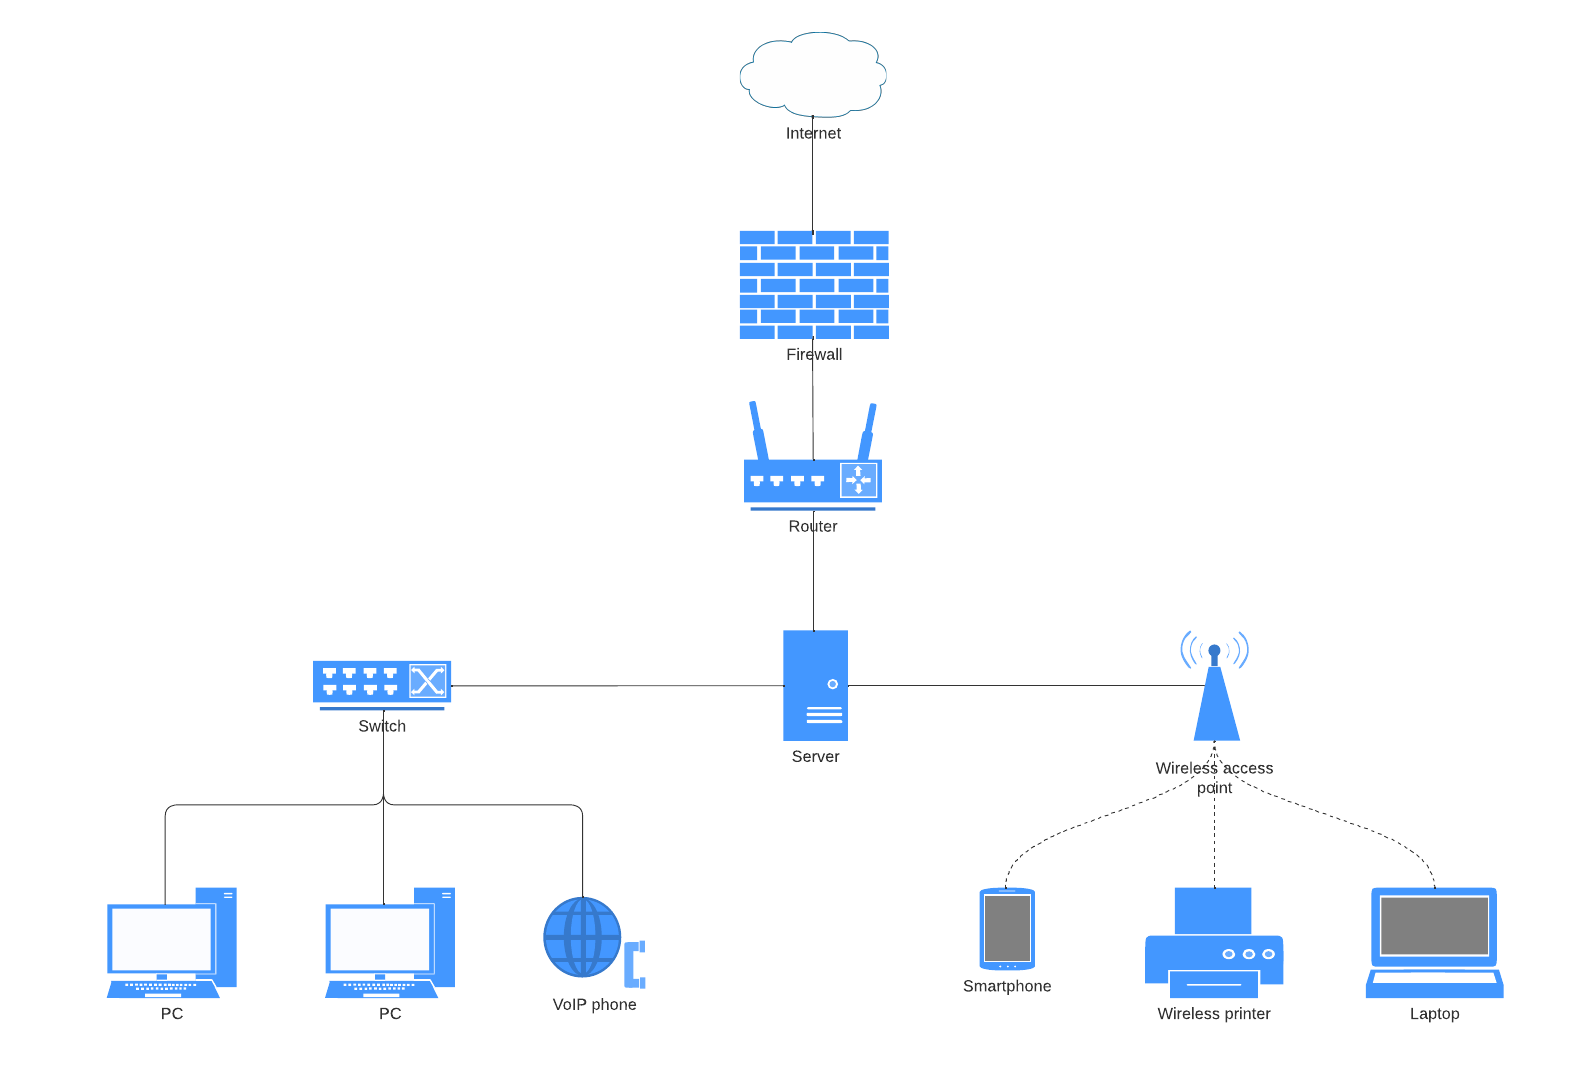 Internet
Firewall
Router
Switch
Server
Wireless access
point
PC
PC
VoIP phone
Smartphone
Wireless printer
Laptop